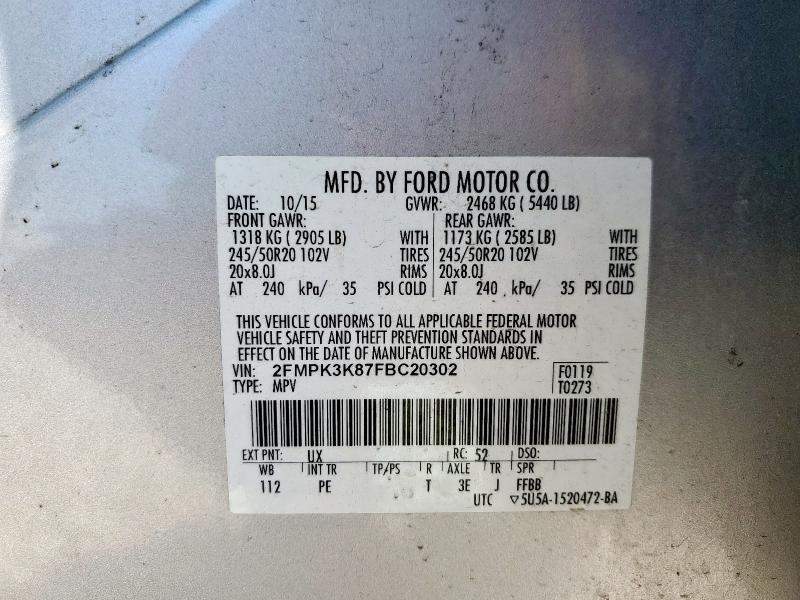 MFD. BY FORD MOTOR CO.
DATE: 10/15 GVWR: 2468 KG ( 5440 LB)
FRONT GAWR: REAR GAWR:
1318 KG ( 2905 LB) WITH 1173 KG ( 2585 LB) WITH
245/50R20 102V TIRES 245/50R20 102V TIRES
20x8.0J RIMS 20x8.0J RIMS
AT 240 kPa/ 35 PSI COLD AT 240 kPa/ 35 PSI COLD
THIS VEHICLE CONFORMS TO ALL APPLICABLE FEDERAL MOTOR
VEHICLE SAFETY AND THEFT PREVENTION STANDARDS IN
EFFECT ON THE DATE OF MANUFACTURE SHOWN ABOVE.
VIN: 2FMPK3K87FBC20302 F0119
TYPE: MPV T0273
EXT PNT: UX RC: 52 DSO:
WB INT TR TP/PS R AXLE TR SPR
112 PE T 3E J FFBB
UTC ▽5U5A-1520472-BA